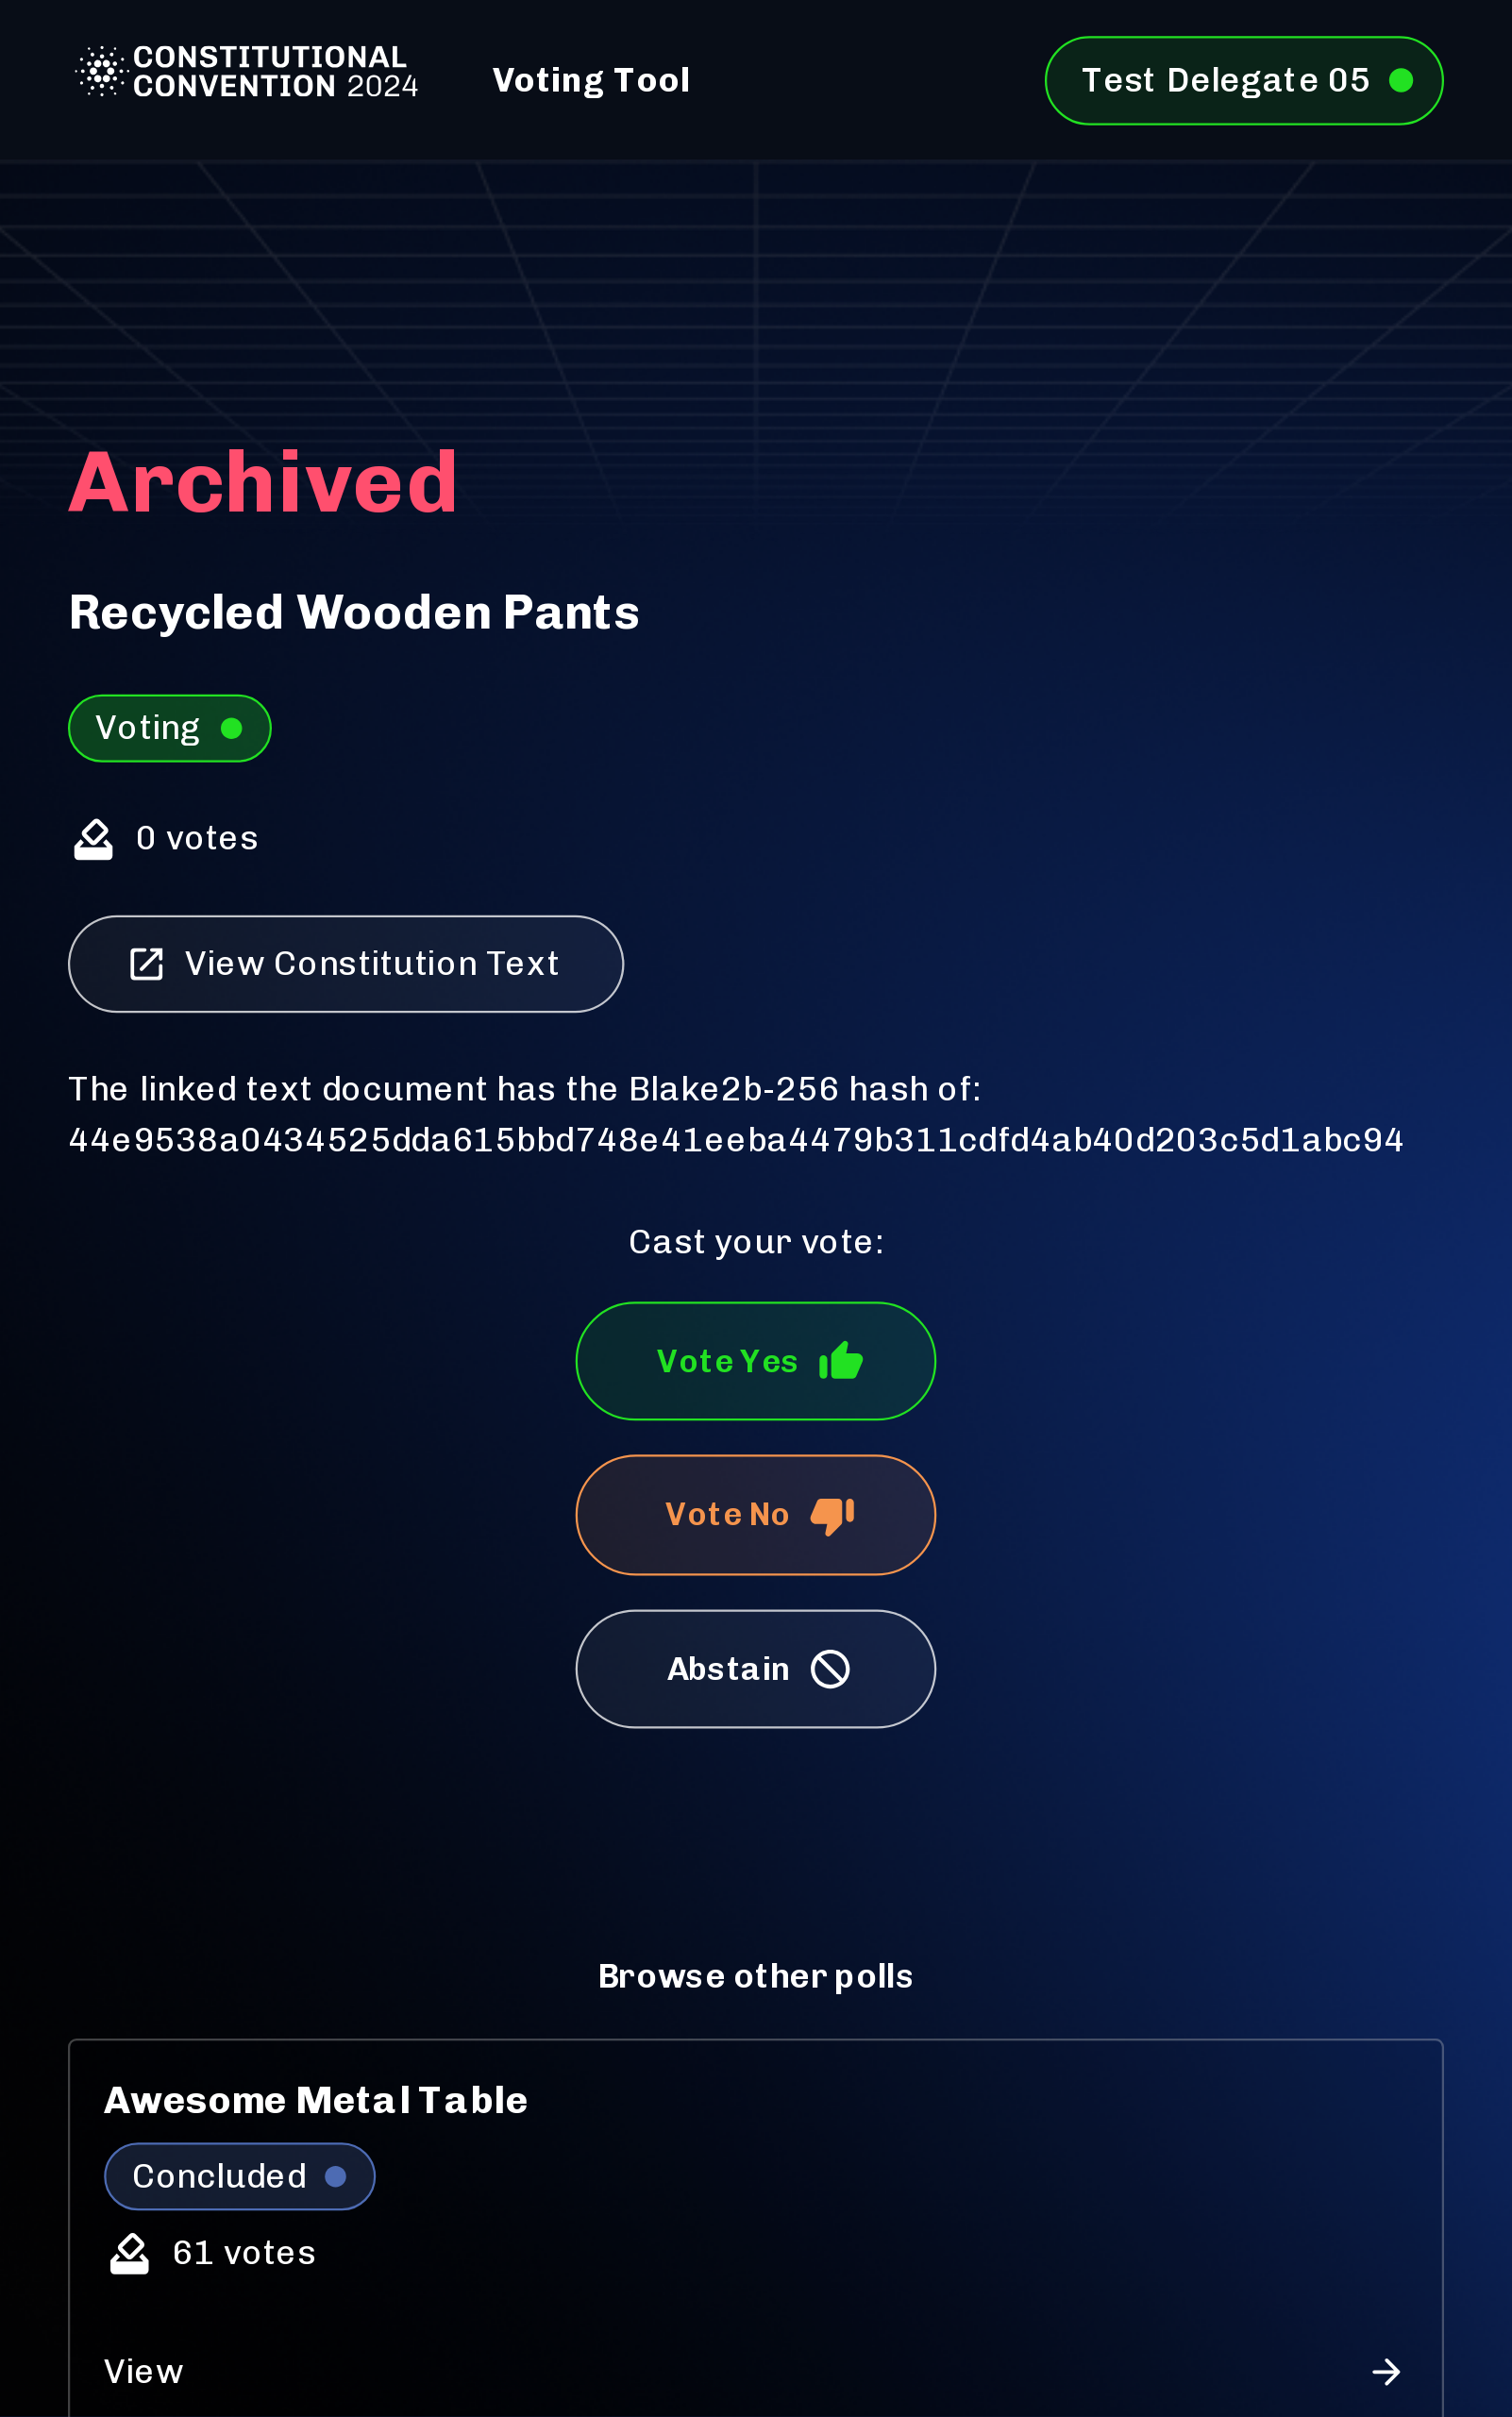 CONSTITUTIONAL
CONVENTION 2024
Voting Tool
Test Delegate 05
Archived
Recycled Wooden Pants
Voting
0 votes
View Constitution Text
The linked text document has the Blake2b-256 hash of:
44e9538a0434525dda615bbd748e41eeba4479b311cdfd4ab40d203c5d1abc94
Cast your vote:
Vote Yes
Vote No
Abstain
Browse other polls
Awesome Metal Table
Concluded
61 votes
View